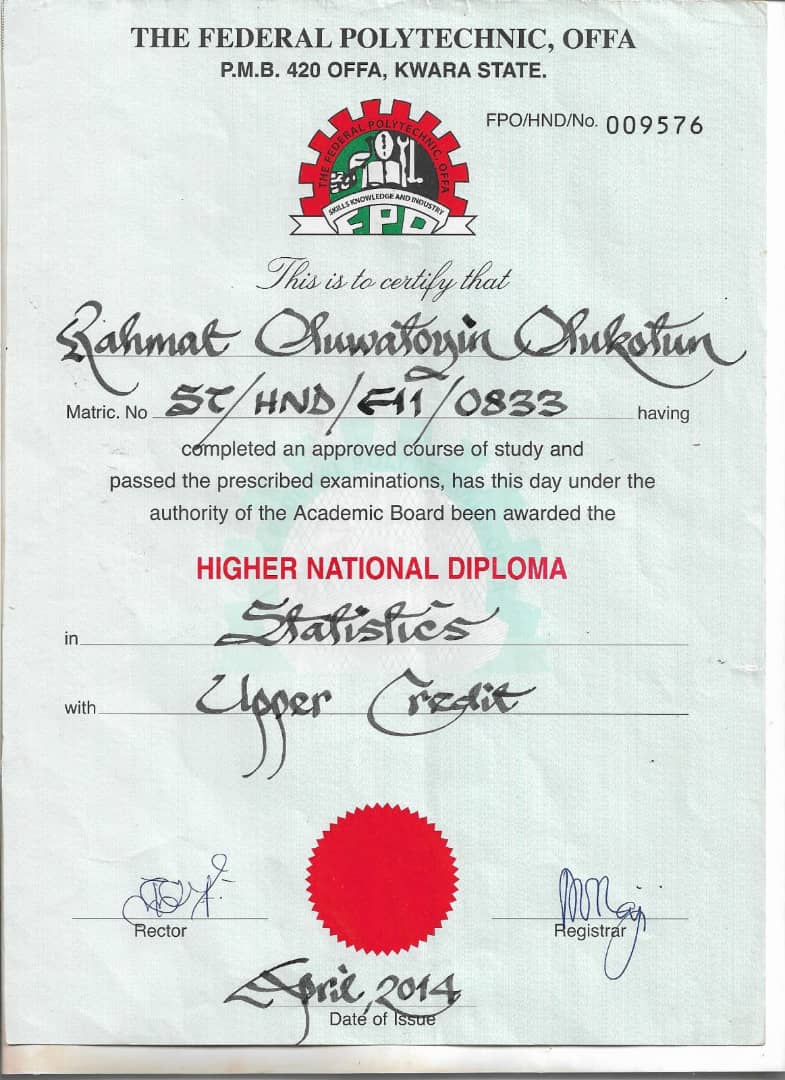 THE FEDERAL POLYTECHNIC, OFFA
P.M.B. 420 OFFA, KWARA STATE.
FPO/HND/No. 009576
THE FEDERAL POLYTECHNIC, OFFA
SKILLS KNOWLEDGE AND INDUSTRY
FPO
This is to certify that
Rahmat Oluwatoyin Olukotun
Matric. No ST/HND/F11/0833 having
completed an approved course of study and
passed the prescribed examinations, has this day under the
authority of the Academic Board been awarded the
HIGHER NATIONAL DIPLOMA
in Statistics
with Upper Credit
Rector
Registrar
April, 2014
Date of Issue